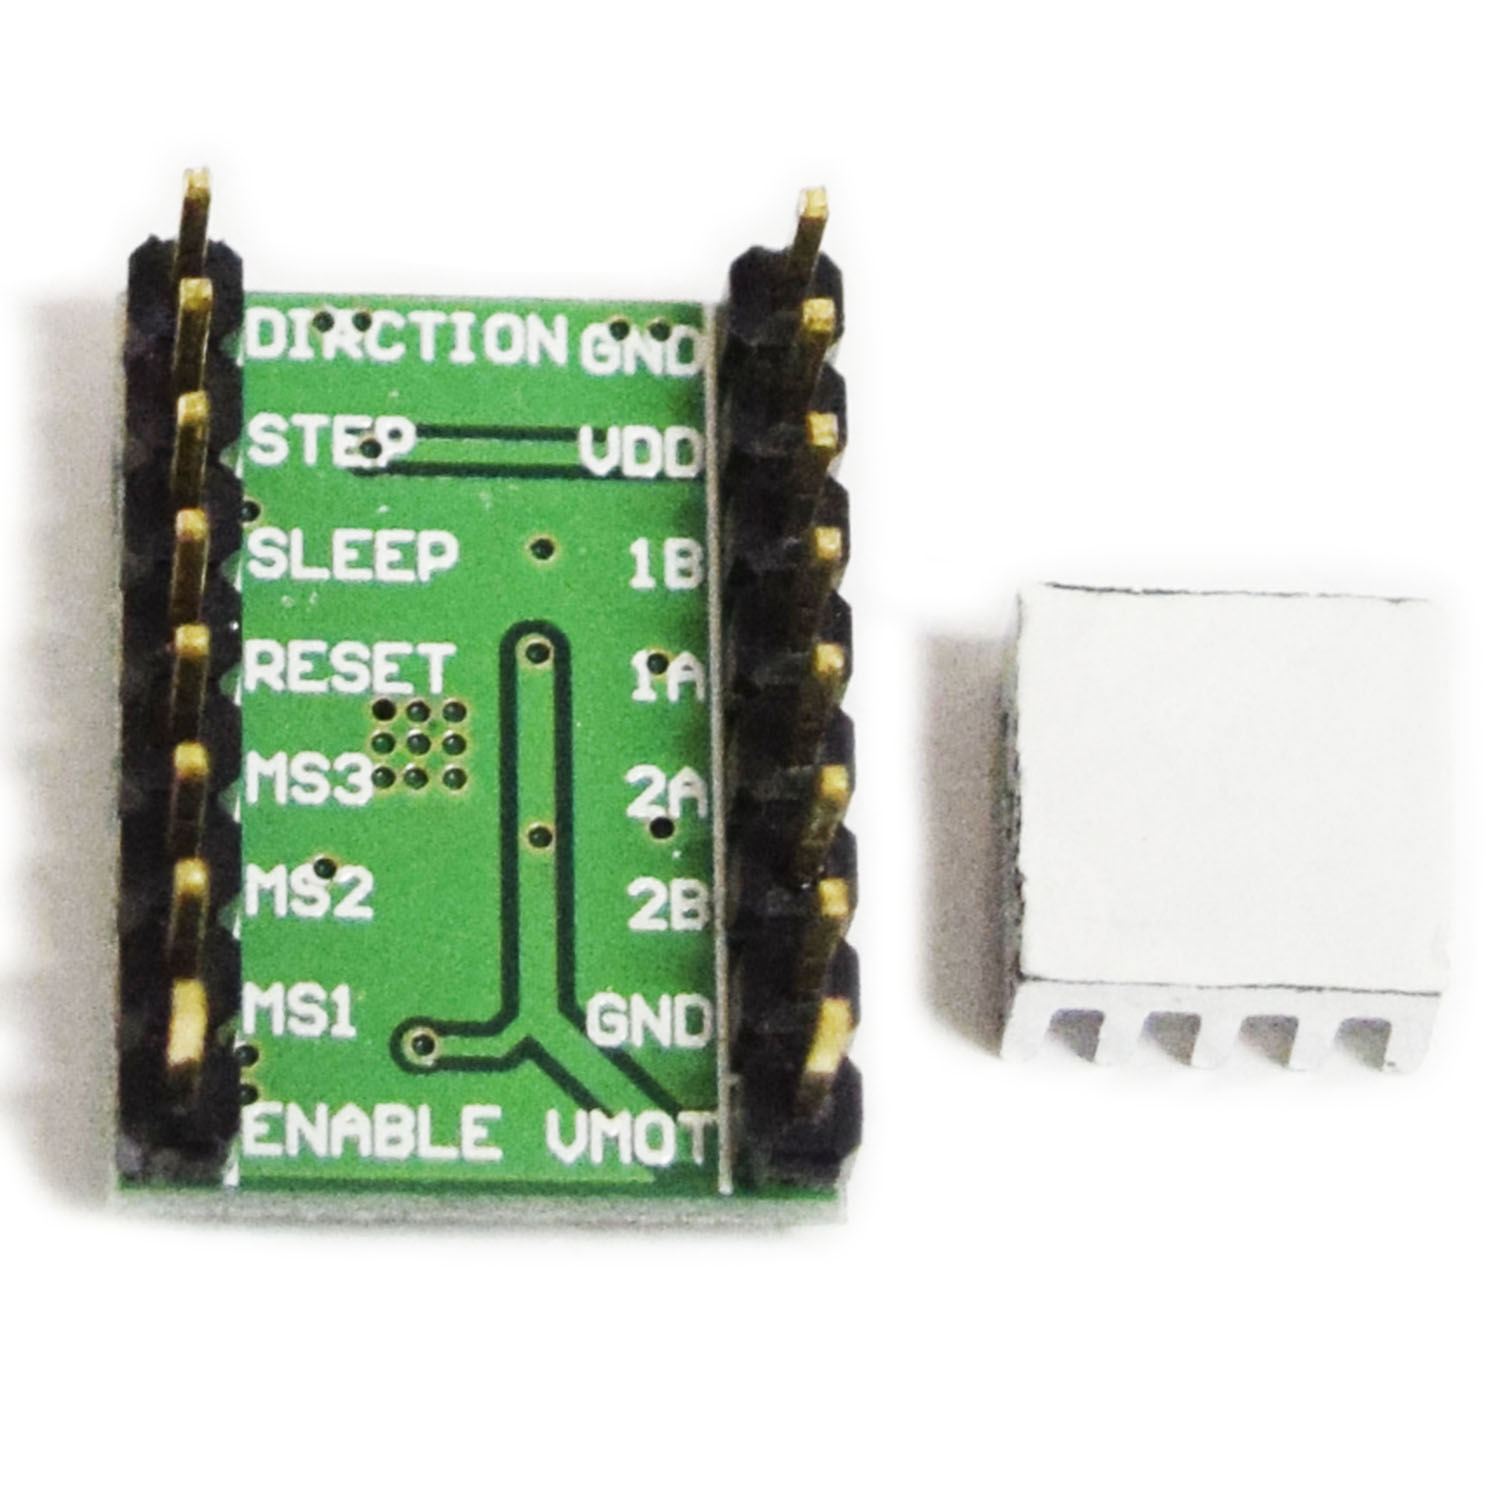 DIRCTION GND
STEP VDD
SLEEP 1B
RESET 1A
MS3 2A
MS2 2B
MS1 GND
ENABLE VMOT